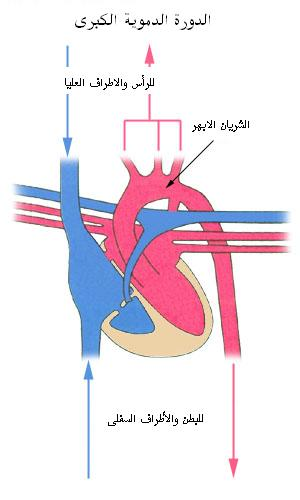 الدورة الدموية الكبرى
للرأس والاطراف العليا
الشريان الابهر
للبطن والأطراف السفلى